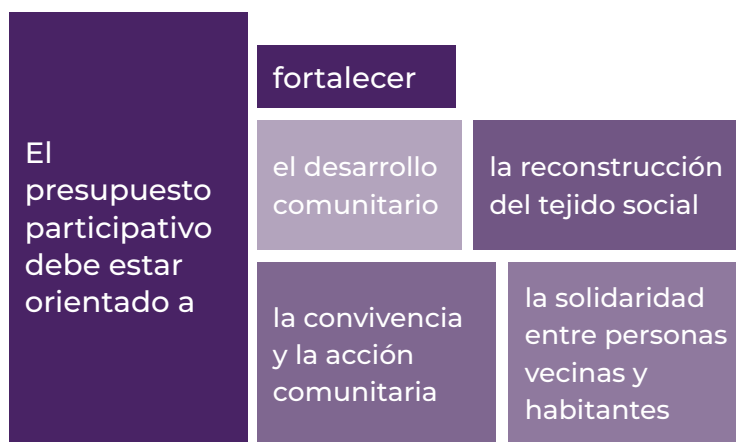 El
presupuesto
participativo
debe estar
orientado a
fortalecer
el desarrollo
comunitario
la reconstrucción
del tejido social
la convivencia
y la acción
comunitaria
la solidaridad
entre personas
vecinas y
habitantes